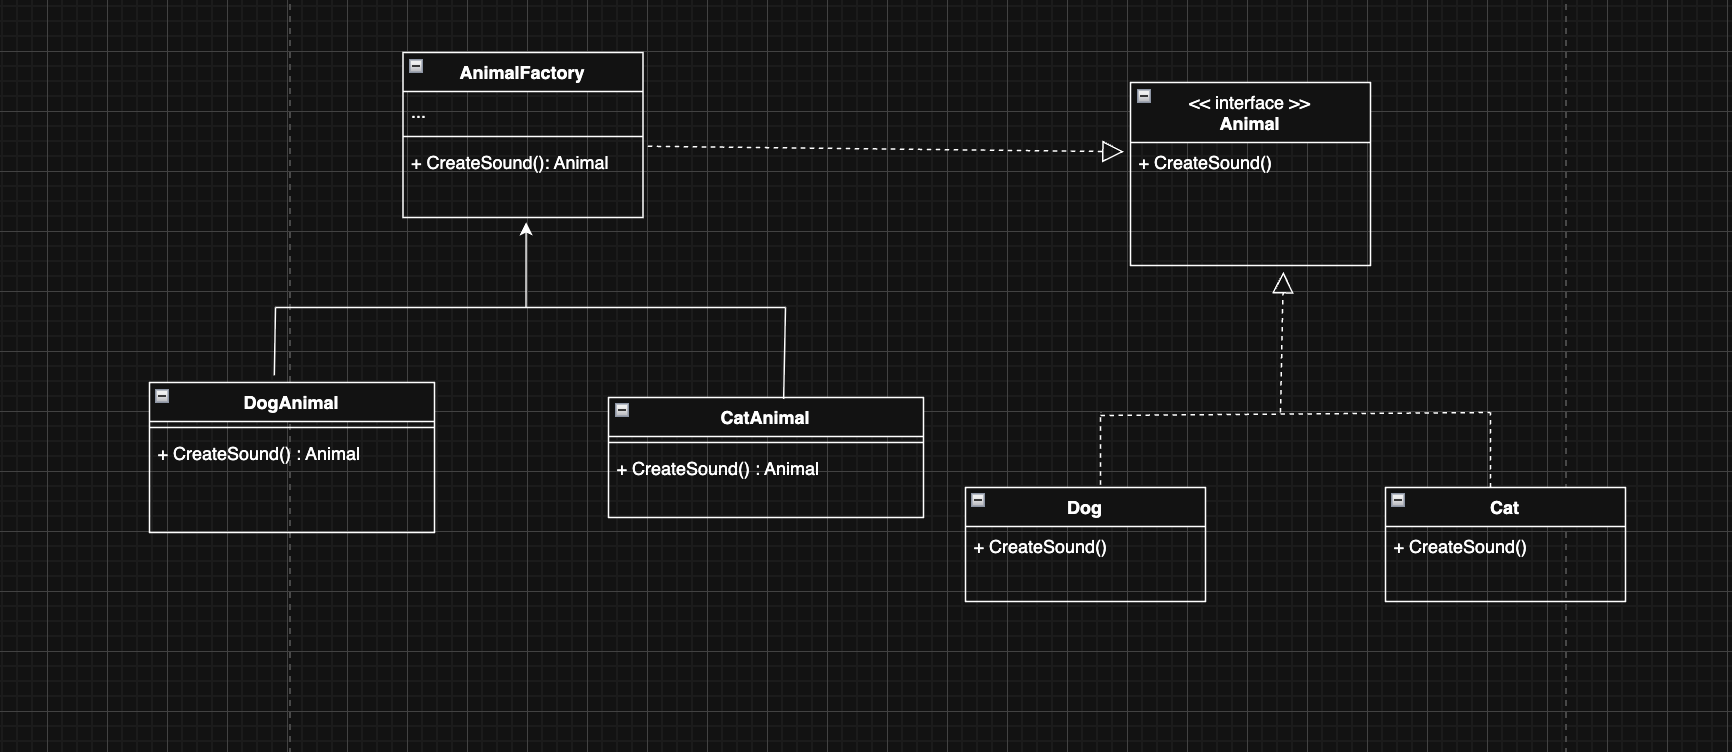 AnimalFactory
...
+ CreateSound(): Animal
<< interface >>
Animal
+ CreateSound()
DogAnimal
+ CreateSound() : Animal
CatAnimal
+ CreateSound() : Animal
Dog
+ CreateSound()
Cat
+ CreateSound()